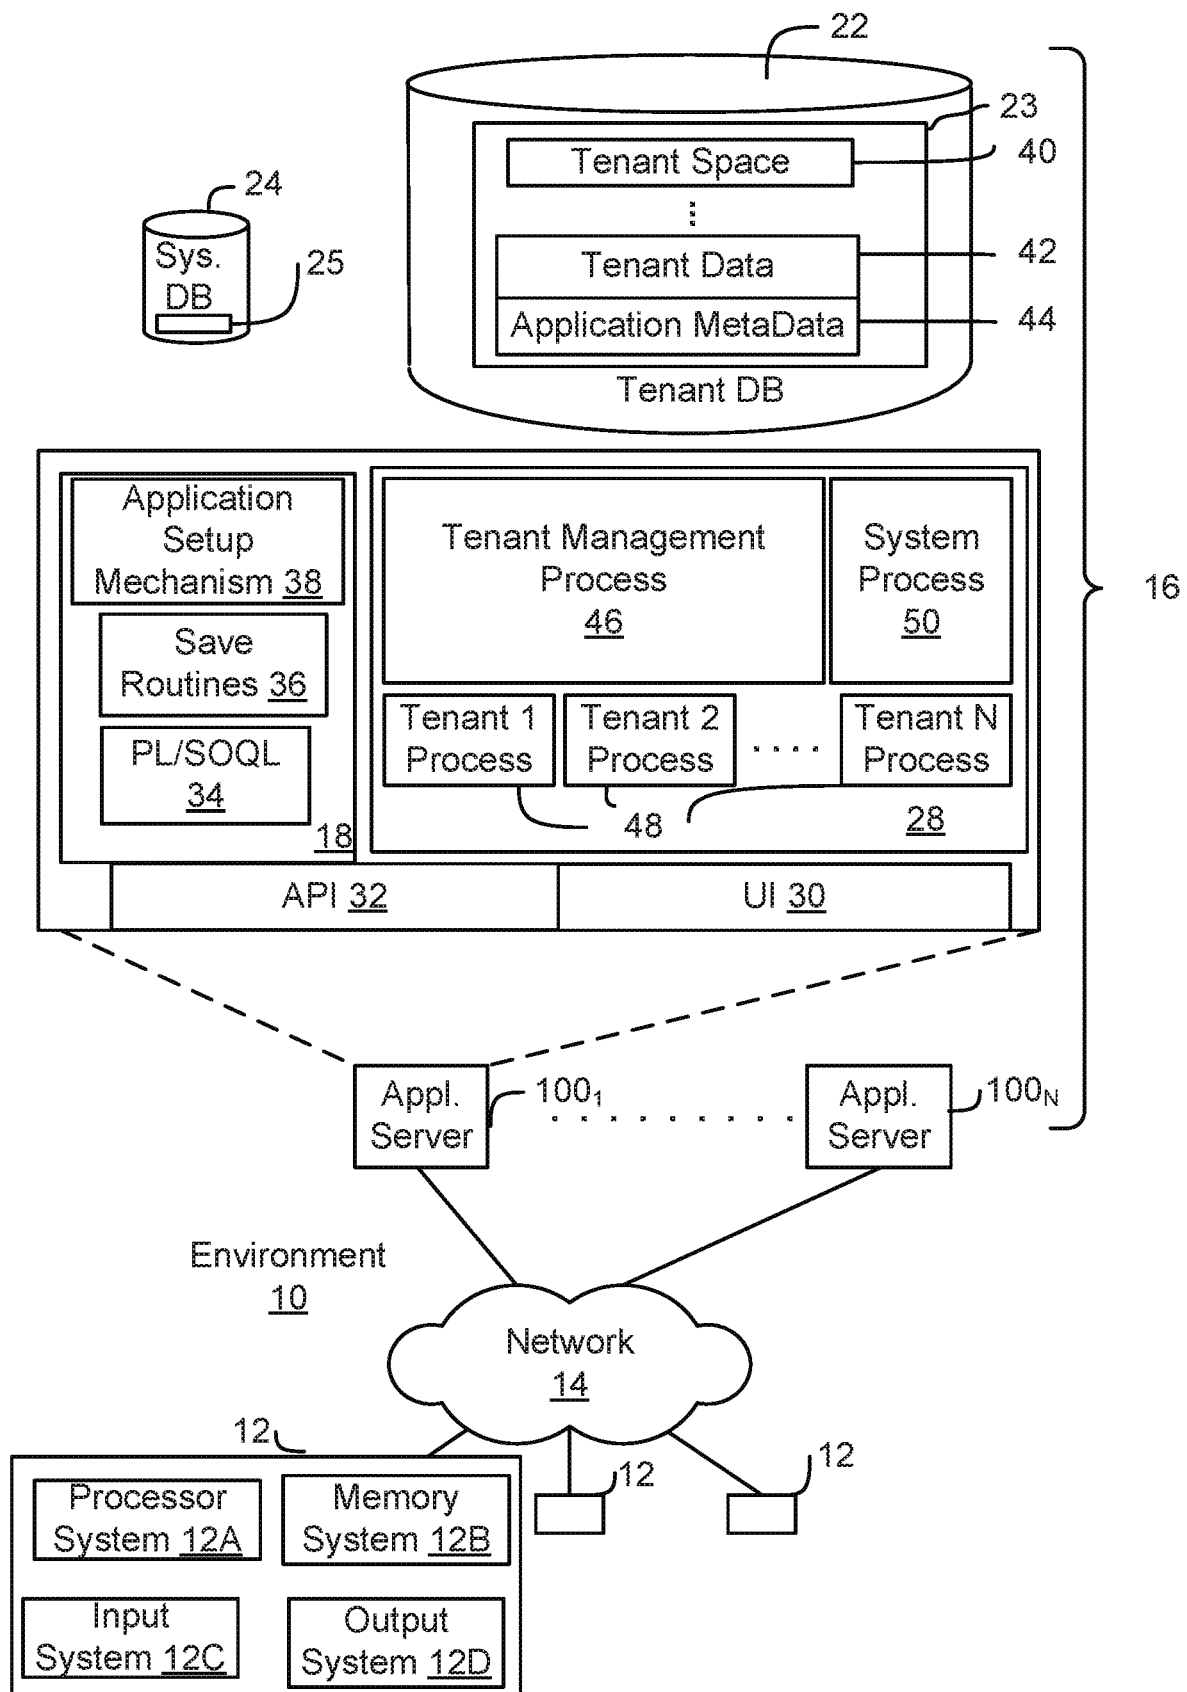 22
23
Tenant Space
40
24
Sys.
DB
25
Tenant Data
42
Application MetaData
44
Tenant DB
16
Application
Setup
Mechanism 38
Tenant Management
Process
46
System
Process
50
Save
Routines 36
Tenant 1
Process
Tenant 2
Process
....
Tenant N
Process
PL/SOQL
34
48
28
18
API 32
UI 30
Appl.
Server
100₁
Appl.
Server
100N
Environment
10
Network
14
12
12
12
Processor
System 12A
Memory
System 12B
Input
System 12C
Output
System 12D